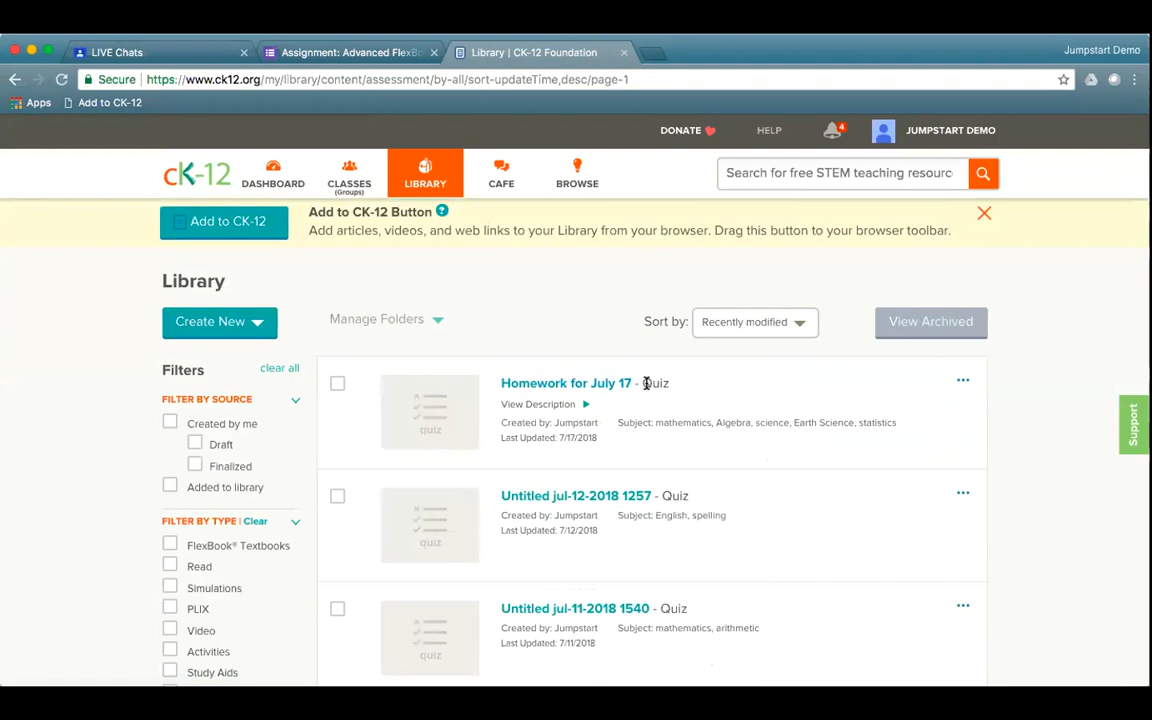 LIVE Chats
Assignment: Advanced FlexBo
Library | CK-12 Foundation
Jumpstart Demo
Secure | https://www.ck12.org/my/library/content/assessment/by-all/sort-updateTime,desc/page-1
Apps Add to CK-12
DONATE HELP 4 JUMPSTART DEMO
cK-12
DASHBOARD
CLASSES
(Groups)
LIBRARY
CAFE
BROWSE
Search for free STEM teaching resourc
Add to CK-12
Add to CK-12 Button ?
Add articles, videos, and web links to your Library from your browser. Drag this button to your browser toolbar.
Library
Create New
Manage Folders
Sort by: Recently modified
View Archived
Filters clear all
FILTER BY SOURCE
Created by me
Draft
Finalized
Added to library
FILTER BY TYPE | Clear
FlexBook® Textbooks
Read
Simulations
PLIX
Video
Activities
Study Aids
quiz
Homework for July 17 - Quiz
View Description
Created by: Jumpstart Subject: mathematics, Algebra, science, Earth Science, statistics
Last Updated: 7/17/2018
quiz
Untitled jul-12-2018 1257 - Quiz
Created by: Jumpstart Subject: English, spelling
Last Updated: 7/12/2018
quiz
Untitled jul-11-2018 1540 - Quiz
Created by: Jumpstart Subject: mathematics, arithmetic
Last Updated: 7/11/2018
Support